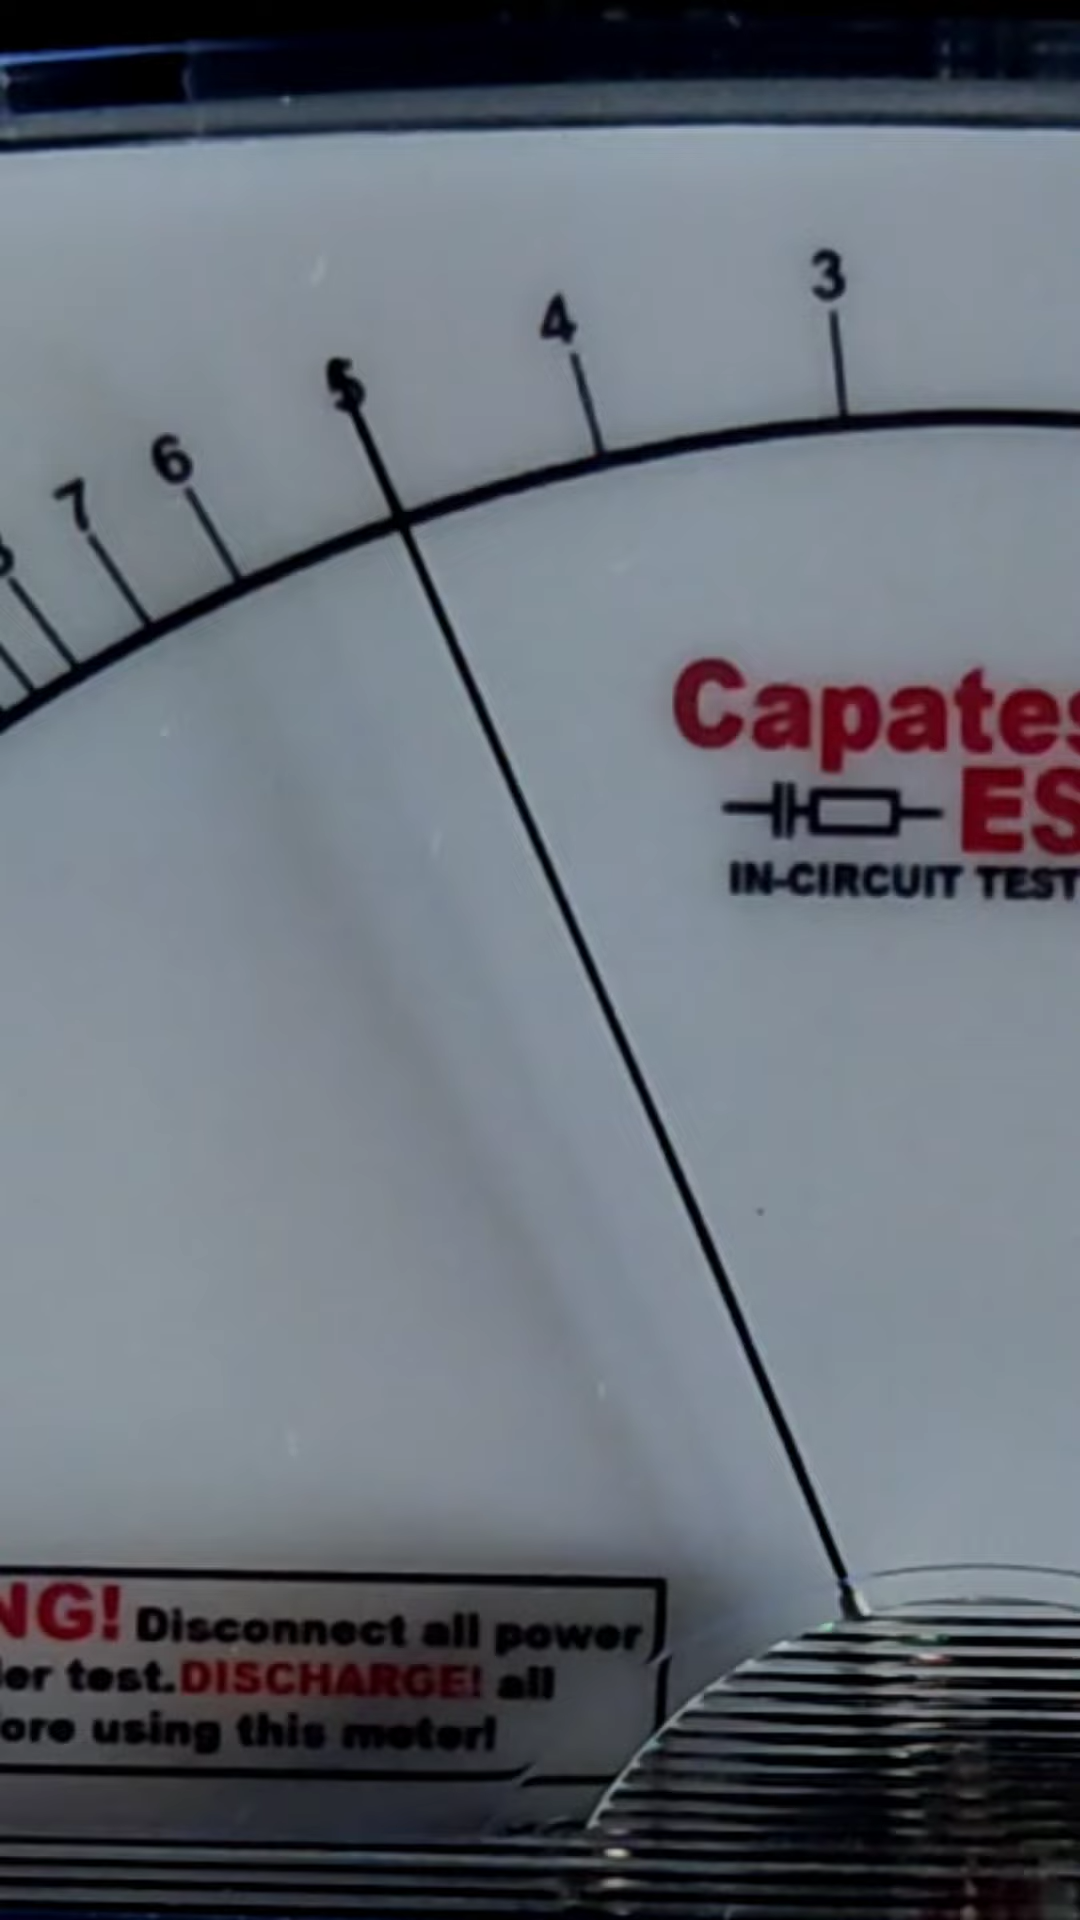 3
4
5
6
7
Capates
ES
IN-CIRCUIT TEST
NG! Disconnect all power
er test.DISCHARGE! all
ore using this meter!